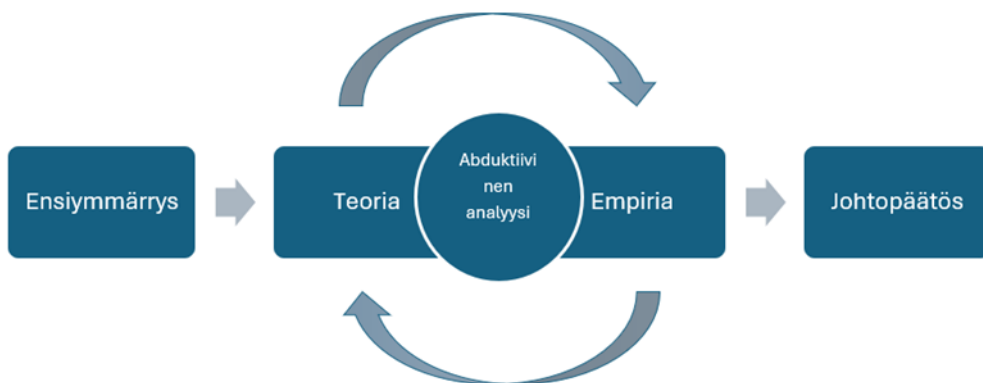 Ensiymmärrys
Teoria
Abduktiivi
nen
analyysi
Empiria
Johtopäätös